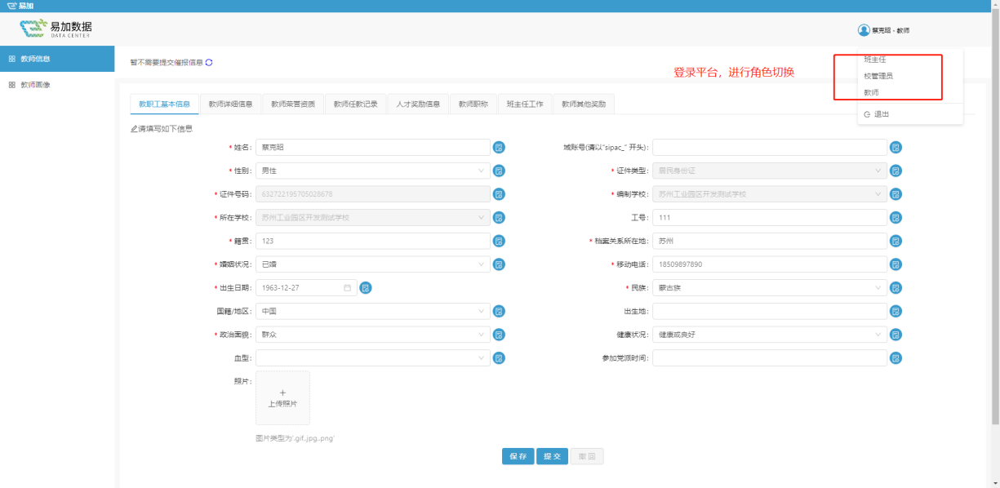 易加
易加数据
DATA CENTER
蔡克昭 - 教师
教师信息
教师画像
暂不需要提交催报信息
登录平台，进行角色切换
班主任
校管理员
教师
退出
教职工基本信息 教师详细信息 教师荣誉资质 教师任教记录 人才奖励信息 教师职称 班主任工作 教师其他奖励
请填写如下信息
* 姓名: 蔡克昭 域账号(请以"sipac_" 开头):
* 性别: 男性 * 证件类型: 居民身份证
* 证件号码: 632722195705028678 * 编制学校: 苏州工业园区开发测试学校
* 所在学校: 苏州工业园区开发测试学校 工号: 111
* 籍贯: 123 * 档案关系所在地: 苏州
* 婚姻状况: 已婚 * 移动电话: 18509897890
* 出生日期: 1963-12-27 * 民族: 蒙古族
国籍/地区: 中国 出生地:
* 政治面貌: 群众 健康状况: 健康或良好
血型: 参加党派时间:
照片:
+
上传照片
图片类型为'.gif,.jpg,.png'
保存 提交 撤回